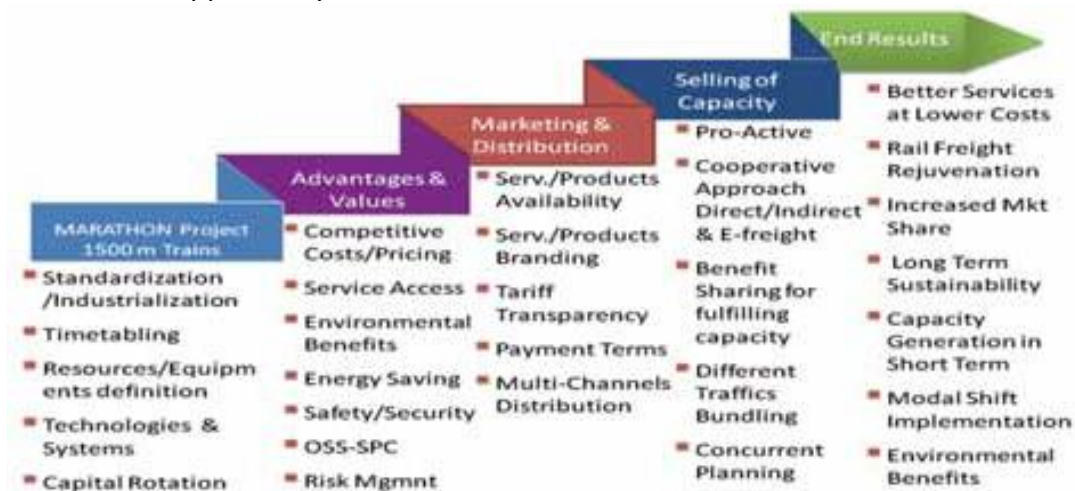 MARATHON Project
1500 m Trains
Standardization
/Industrialization
Timetabling
Resources/Equipm
ents definition
Technologies &
Systems
Capital Rotation
Advantages &
Values
Competitive
Costs/Pricing
Service Access
Environmental
Benefits
Energy Saving
Safety/Security
OSS-SPC
Risk Mgmnt
Marketing &
Distribution
Serv./Products
Availability
Serv./Products
Branding
Tariff
Transparency
Payment Terms
Multi-Channels
Distribution
Selling of
Capacity
Pro-Active
Cooperative
Approach
Direct/Indirect
& E-freight
Benefit
Sharing for
fulfilling
capacity
Different
Traffics
Bundling
Concurrent
Planning
End Results
Better Services
at Lower Costs
Rail Freight
Rejuvenation
Increased Mkt
Share
Long Term
Sustainability
Capacity
Generation in
Short Term
Modal Shift
Implementation
Environmental
Benefits